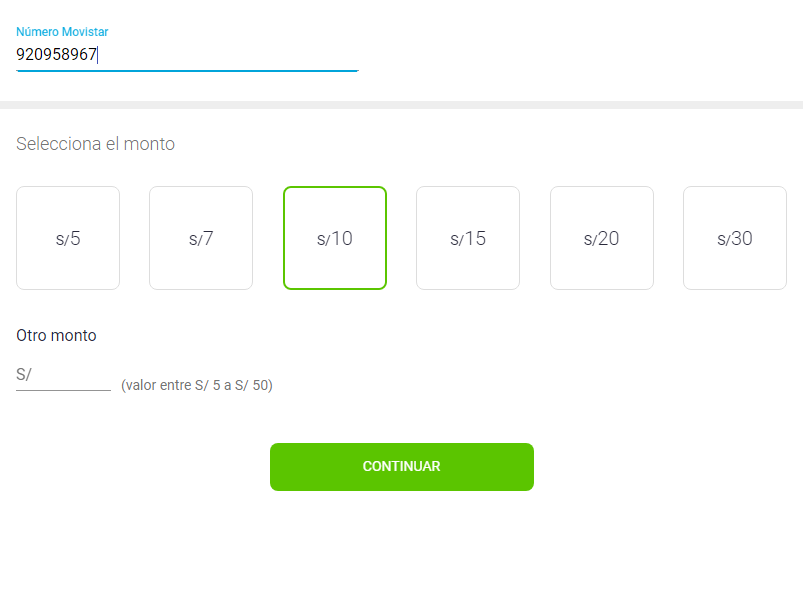 Número Movistar
920958967
Selecciona el monto
s/5 s/7 s/10 s/15 s/20 s/30
Otro monto
S/ (valor entre S/ 5 a S/ 50)
CONTINUAR